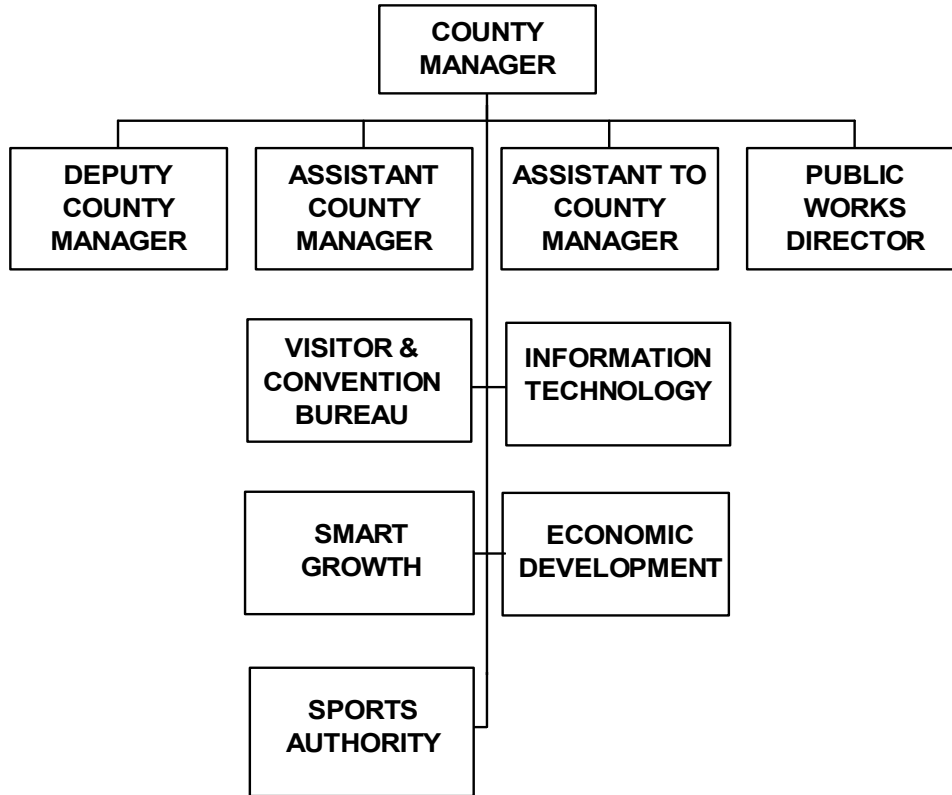 COUNTY
MANAGER
DEPUTY
COUNTY
MANAGER
ASSISTANT
COUNTY
MANAGER
ASSISTANT TO
COUNTY
MANAGER
PUBLIC
WORKS
DIRECTOR
VISITOR &
CONVENTION
BUREAU
INFORMATION
TECHNOLOGY
SMART
GROWTH
ECONOMIC
DEVELOPMENT
SPORTS
AUTHORITY